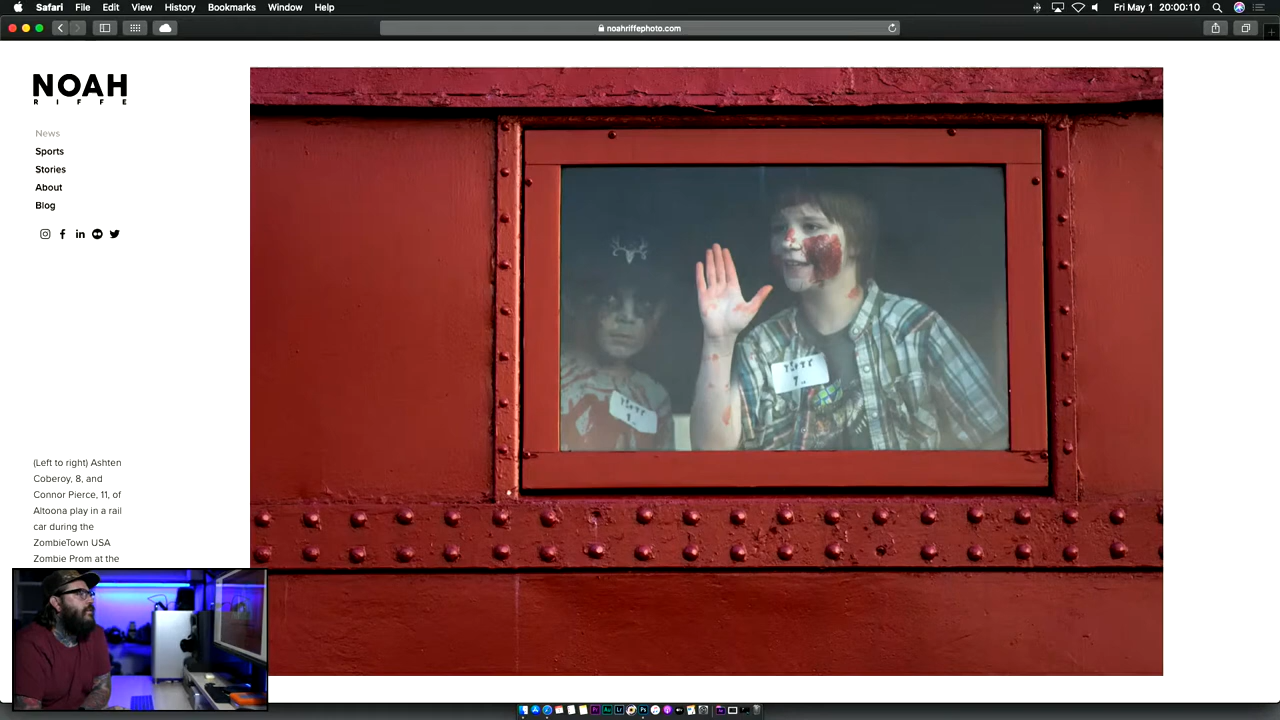 Safari File Edit View History Bookmarks Window Help Fri May 1 20:00:10
noahriffephoto.com
NOAH
RIFFE
News
Sports
Stories
About
Blog
(Left to right) Ashten
Coberoy, 8, and
Connor Pierce, 11, of
Altoona play in a rail
car during the
ZombieTown USA
Zombie Prom at the